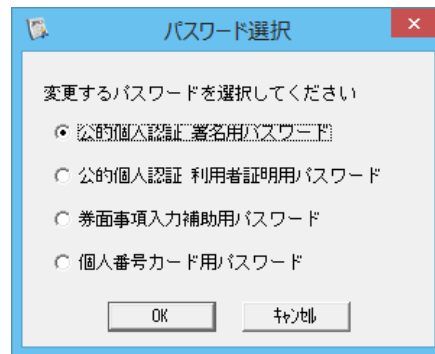 パスワード選択
変更するパスワードを選択してください
公的個人認証 署名用パスワード
公的個人認証 利用者証明用パスワード
券面事項入力補助用パスワード
個人番号カード用パスワード
OK
ｷｬﾝｾﾙ